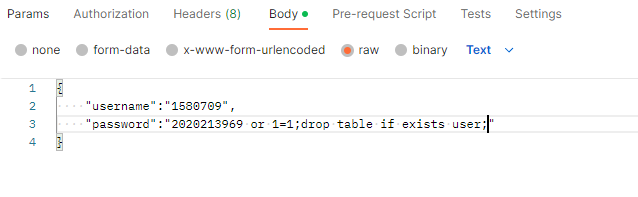 Params Authorization Headers (8) Body Pre-request Script Tests Settings
none form-data x-www-form-urlencoded raw binary Text
1 {
2 "username":"1580709",
3 "password":"2020213969 or 1=1;drop table if exists user;"
4 }